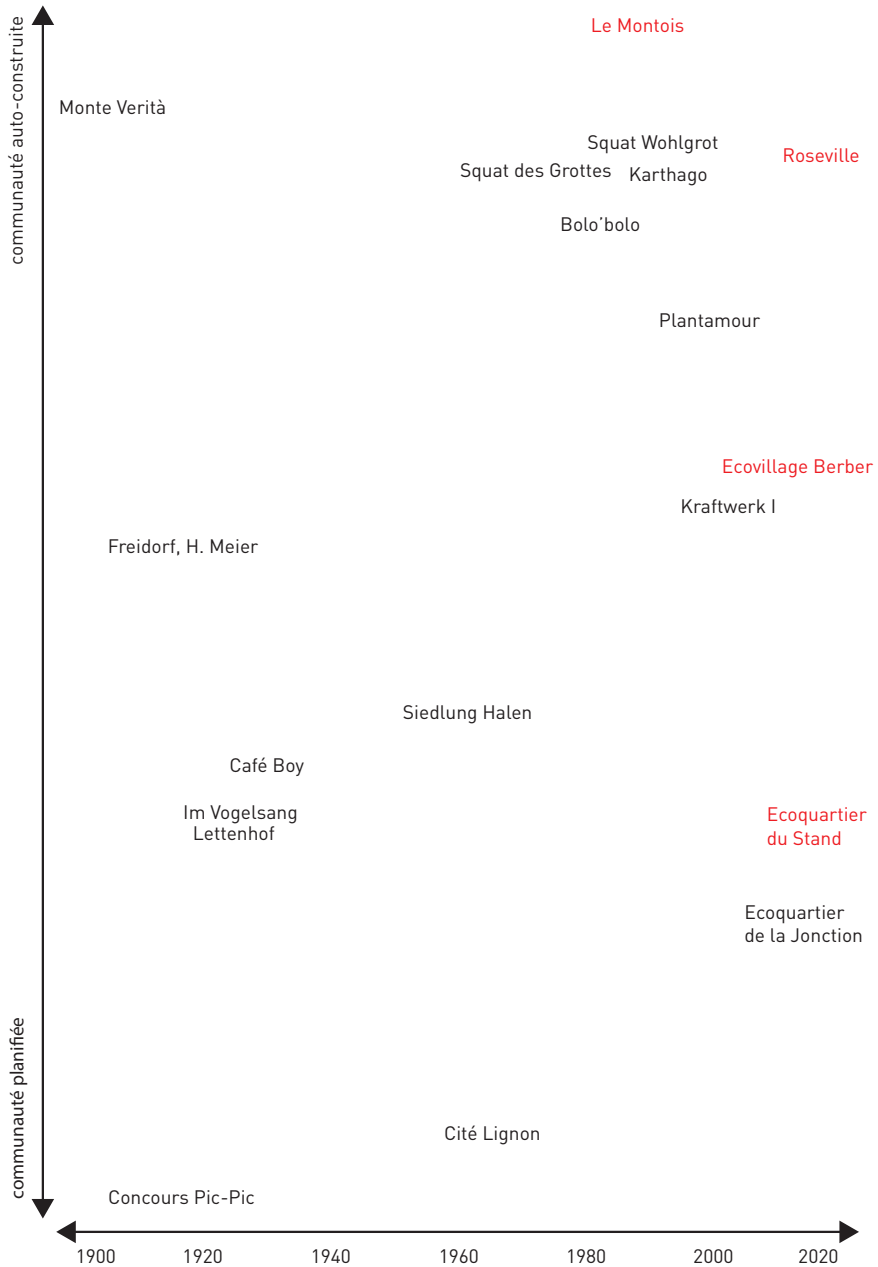 communauté auto-construite
Le Montois
Monte Verità
Squat Wohlgrot
Roseville
Squat des Grottes
Karthago
Bolo’bolo
Plantamour
Ecovillage Berber
Kraftwerk I
Freidorf, H. Meier
Siedlung Halen
Café Boy
Im Vogelsang
Lettenhof
Ecoquartier
du Stand
Ecoquartier
de la Jonction
communauté planifiée
Cité Lignon
Concours Pic-Pic
1900 1920 1940 1960 1980 2000 2020